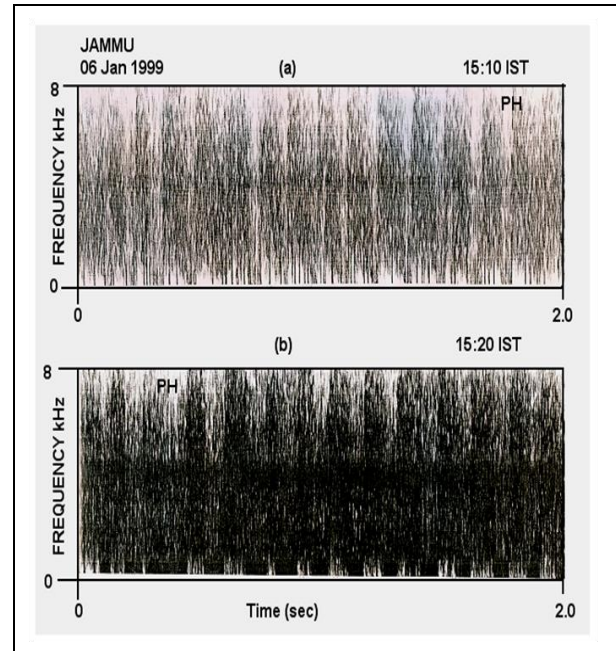 JAMMU
06 Jan 1999 (a) 15:10 IST
8
PH
FREQUENCY kHz
0
0 2.0
(b) 15:20 IST
8
PH
FREQUENCY kHz
0
0 Time (sec) 2.0